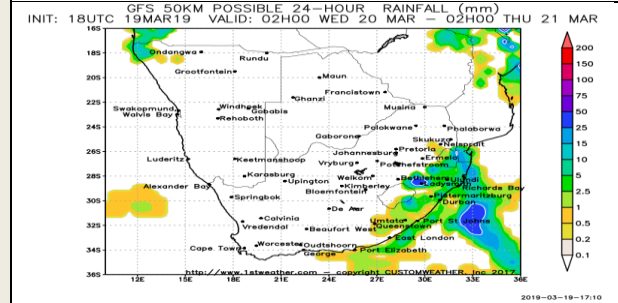 GFS 50KM POSSIBLE 24-HOUR RAINFALL (mm)
INIT: 18UTC 19MAR19 VALID: 02H00 WED 20 MAR – 02H00 THU 21 MAR
16S
Ondangwa
Rundu
Grootfontein
18S
Maun
20S
Francistown
Ghanzi
22S
Musina
Swakopmund
Windhoek
Gobabis
Walvis Bay
Rehoboth
24S
Polokwane
Phalaborwa
Gaborone
Skukuza
Nelspruit
Johannesburg
Pretoria
26S
Luderitz
Keetmanshoop
Vryburg
Potchefstroom
Ermelo
Karasburg
Upington
Welkom
Bethlehem
Ulundi
28S
Alexander Bay
Kimberley
Ladysmith
Richards Bay
Springbok
Bloemfontein
Pietermaritzburg
30S
Durban
De Aar
Calvinia
Umtata
Port St Johns
Vredendal
Beaufort West
Queenstown
32S
East London
Cape Town
Worcester
Oudtshoorn
34S
George
Port Elizabeth
http://www.1stweather.com – copyright CUSTOMWEATHER, Inc 2017
36S
12E 15E 18E 21E 24E 27E 30E 33E 36E
200
150
100
75
50
25
15
10
5
2.5
1
0.5
0.2
0.1
2019-03-19-17:10